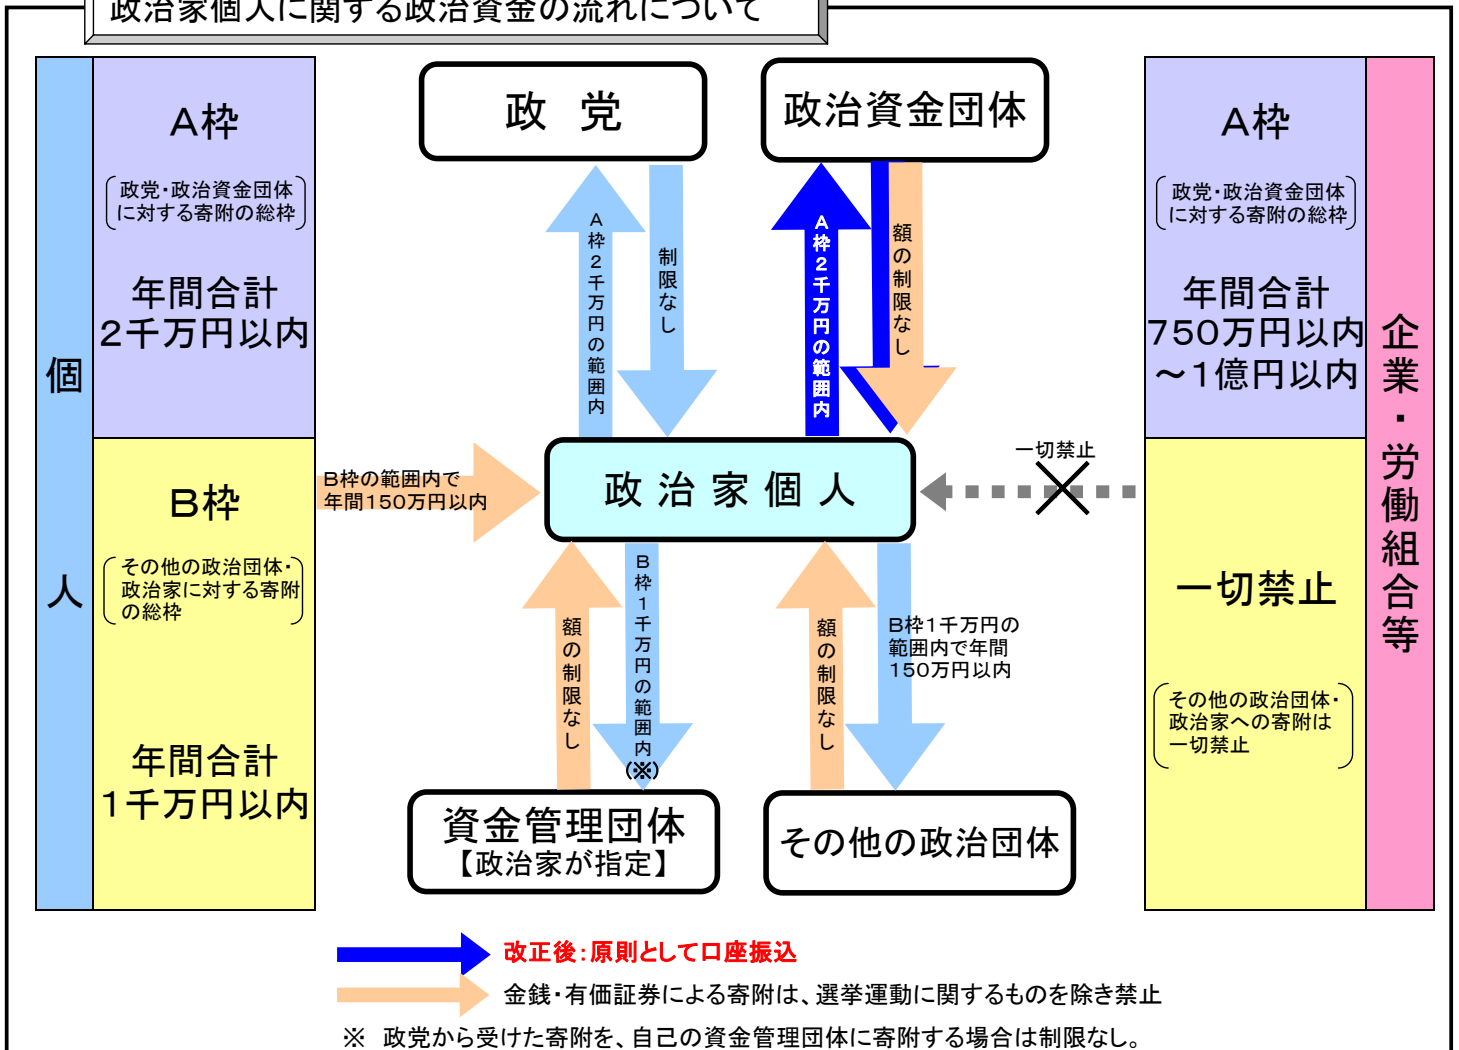 政治家個人に関する政治資金の流れについて
個人
A枠
政党・政治資金団体
に対する寄附の総枠
年間合計
2千万円以内
B枠
その他の政治団体・
政治家に対する寄附
の総枠
年間合計
1千万円以内
政 党
政治資金団体
A枠2千万円の範囲内
制限なし
A枠2千万円の範囲内
額の制限なし
B枠の範囲内で
年間150万円以内
政治家個人
一切禁止
額の制限なし
B枠1千万円の範囲内
(※)
額の制限なし
B枠1千万円の
範囲内で年間
150万円以内
資金管理団体
【政治家が指定】
その他の政治団体
A枠
政党・政治資金団体
に対する寄附の総枠
年間合計
750万円以内
~1億円以内
一切禁止
その他の政治団体・
政治家への寄附は
一切禁止
企業・労働組合等
改正後:原則として口座振込
金銭・有価証券による寄附は、選挙運動に関するものを除き禁止
※ 政党から受けた寄附を、自己の資金管理団体に寄附する場合は制限なし。